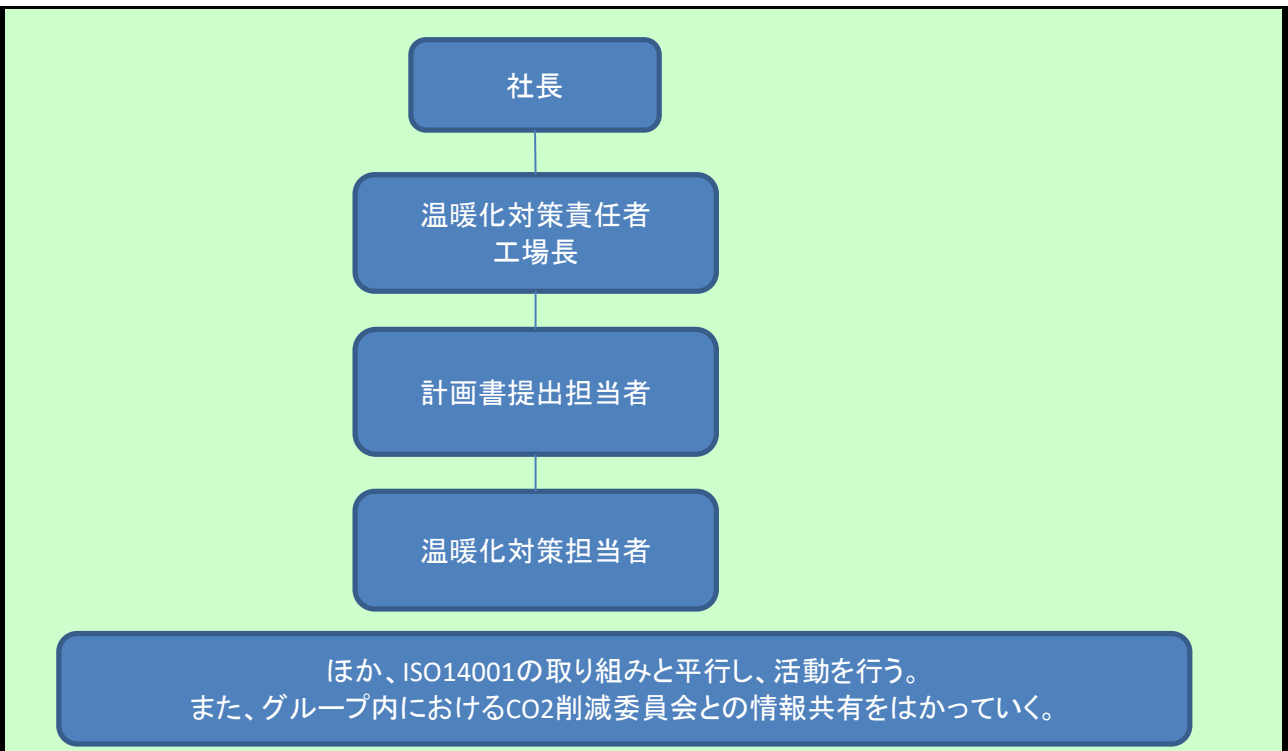 社長
温暖化対策責任者
工場長
計画書提出担当者
温暖化対策担当者
ほか、ISO14001の取り組みと平行し、活動を行う。
また、グループ内におけるCO2削減委員会との情報共有をはかっていく。